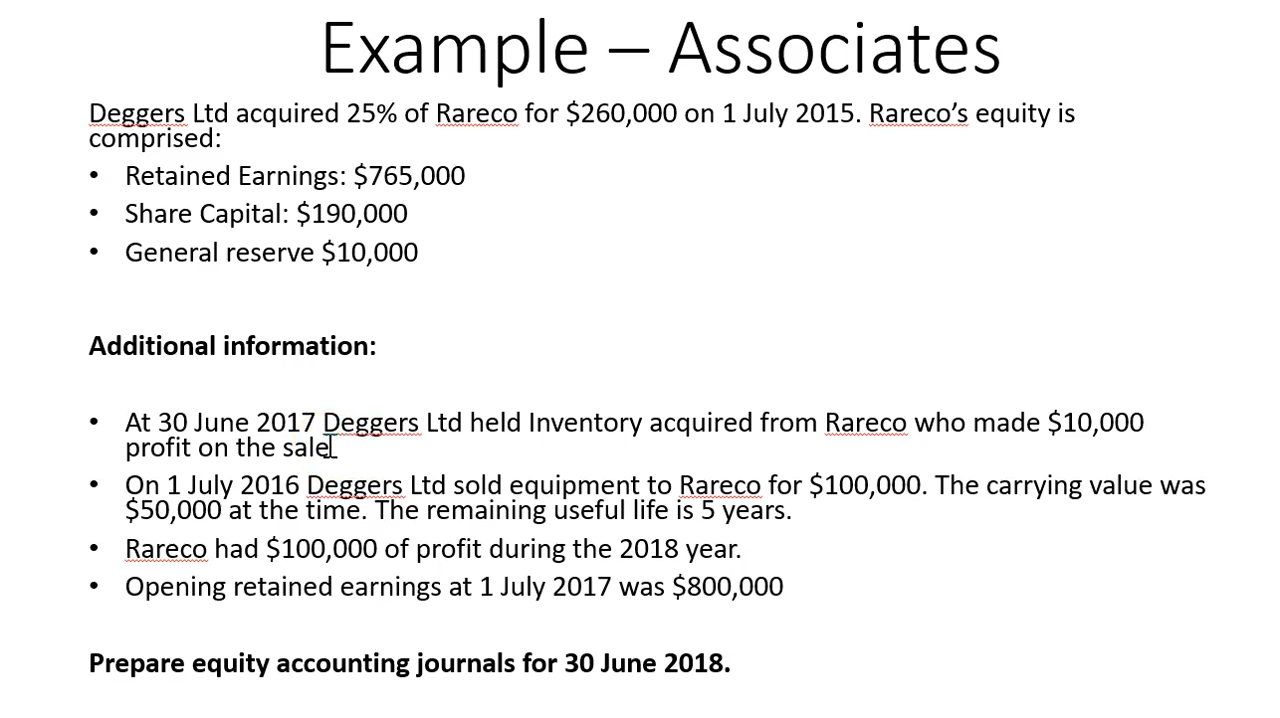 Example – Associates
Deggers Ltd acquired 25% of Rareco for $260,000 on 1 July 2015. Rareco’s equity is
comprised:
• Retained Earnings: $765,000
• Share Capital: $190,000
• General reserve $10,000
Additional information:
• At 30 June 2017 Deggers Ltd held Inventory acquired from Rareco who made $10,000
profit on the sale.
• On 1 July 2016 Deggers Ltd sold equipment to Rareco for $100,000. The carrying value was
$50,000 at the time. The remaining useful life is 5 years.
• Rareco had $100,000 of profit during the 2018 year.
• Opening retained earnings at 1 July 2017 was $800,000
Prepare equity accounting journals for 30 June 2018.